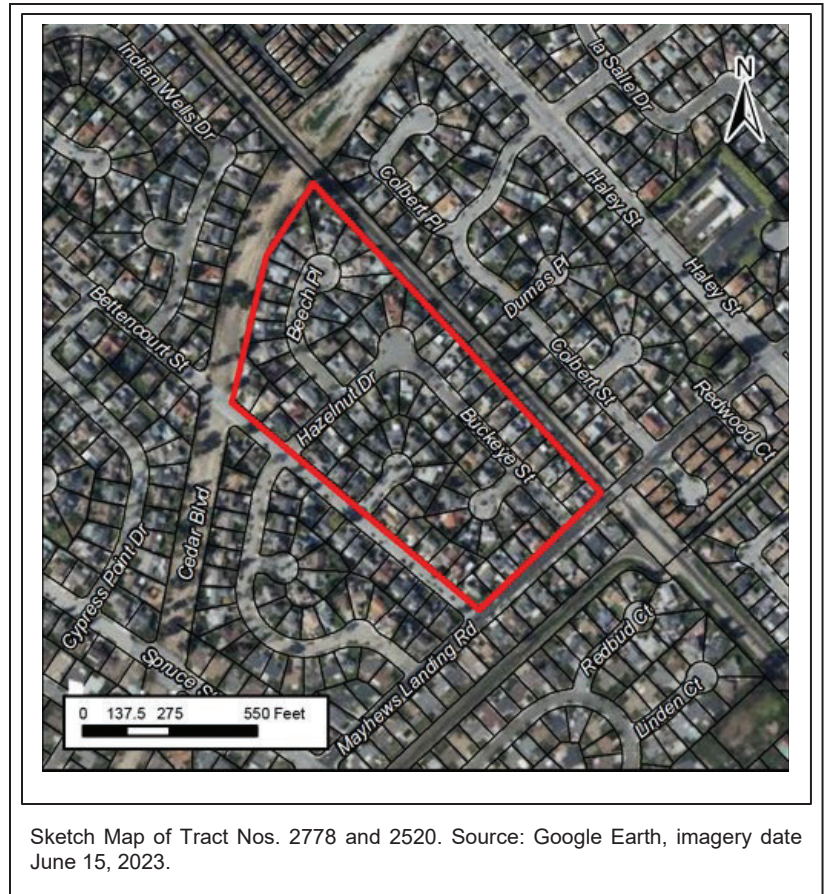 Indian Wells Dr
la Salle Dr
N
Colbert Pl
Haley St
Beech Pl
Dumas Pl
Haley St
Bettencourt St
Colbert St
Hazelnut Dr
Redwood Ct
Buckeye St
Cedar Blvd
Cypress Point Dr
Spruce St
Mayhews Landing Rd
Redbud Ct
Linden Ct
0 137.5 275 550 Feet
Sketch Map of Tract Nos. 2778 and 2520. Source: Google Earth, imagery date
June 15, 2023.